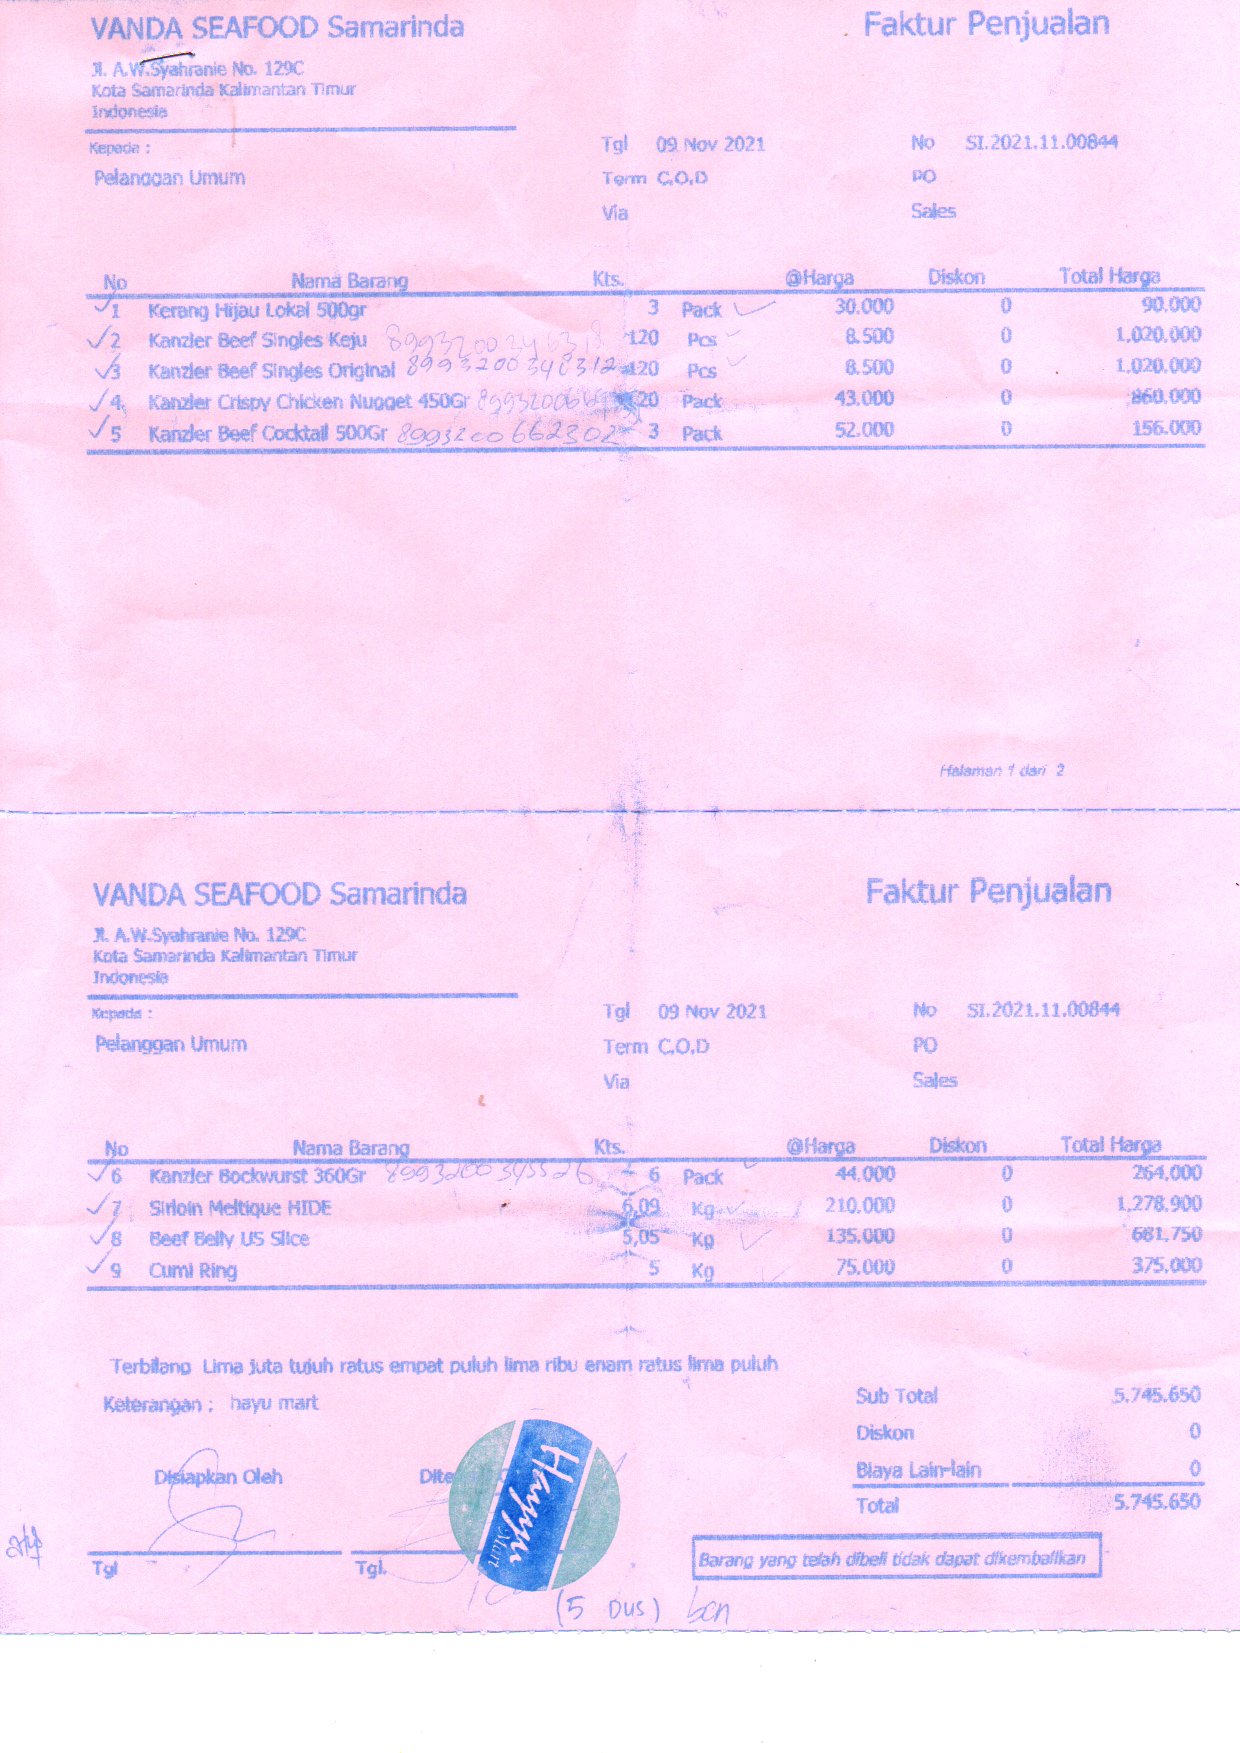 VANDA SEAFOOD Samarinda
Faktur Penjualan
Jl. A.W.Syahranie No. 129C
Kota Samarinda Kalimantan Timur
Indonesia
Kepada :
Tgl 09 Nov 2021 No SI.2021.11.00844
Pelanggan Umum Term C.O.D PO
Via Sales
No Nama Barang Kts. @Harga Diskon Total Harga
1 Kerang Hijau Lokal 500gr 3 Pack 30.000 0 90.000
2 Kanzler Beef Singles Keju 120 Pcs 8.500 0 1.020.000
3 Kanzler Beef Singles Original 120 Pcs 8.500 0 1.020.000
4 Kanzler Crispy Chicken Nugget 450Gr 20 Pack 43.000 0 860.000
5 Kanzler Beef Cocktail 500Gr 8993200662302 3 Pack 52.000 0 156.000
Halaman 1 dari 2
VANDA SEAFOOD Samarinda
Faktur Penjualan
Jl. A.W.Syahranie No. 129C
Kota Samarinda Kalimantan Timur
Indonesia
Kepada :
Tgl 09 Nov 2021 No SI.2021.11.00844
Pelanggan Umum Term C.O.D PO
Via Sales
No Nama Barang Kts. @Harga Diskon Total Harga
6 Kanzler Bockwurst 360Gr 6 Pack 44.000 0 264.000
7 Sirloin Meltique HIDE 6,09 Kg 210.000 0 1.278.900
8 Beef Belly US Slice 5,05 Kg 135.000 0 681.750
9 Cumi Ring 5 Kg 75.000 0 375.000
Terbilang Lima juta tujuh ratus empat puluh lima ribu enam ratus lima puluh
Keterangan : hayu mart
Sub Total 5.745.650
Diskon 0
Disiapkan Oleh
Biaya Lain-lain 0
Total 5.745.650
Mart
Tgl Tgl.
Barang yang telah dibeli tidak dapat dikembalikan
(5 DUS)